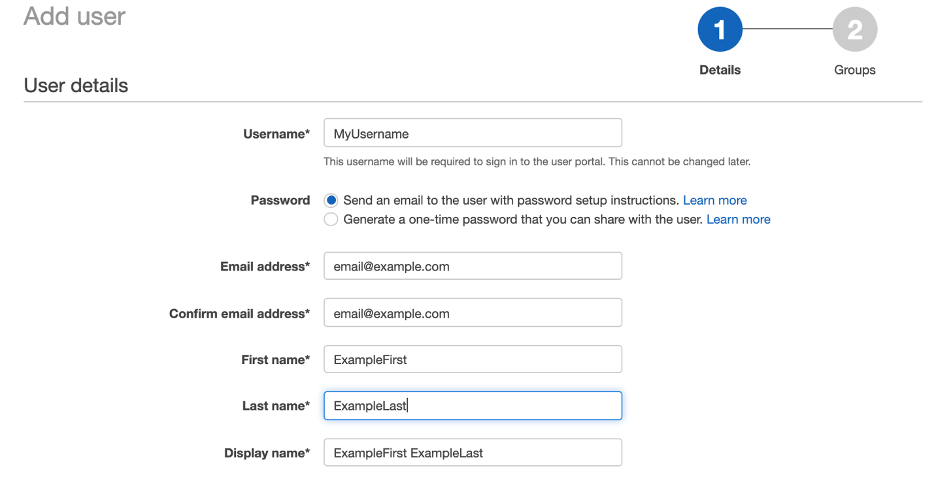 Add user
1
2
Details
Groups
User details
Username* MyUsername
This username will be required to sign in to the user portal. This cannot be changed later.
Password Send an email to the user with password setup instructions. Learn more
Generate a one-time password that you can share with the user. Learn more
Email address* email@example.com
Confirm email address* email@example.com
First name* ExampleFirst
Last name* ExampleLast
Display name* ExampleFirst ExampleLast